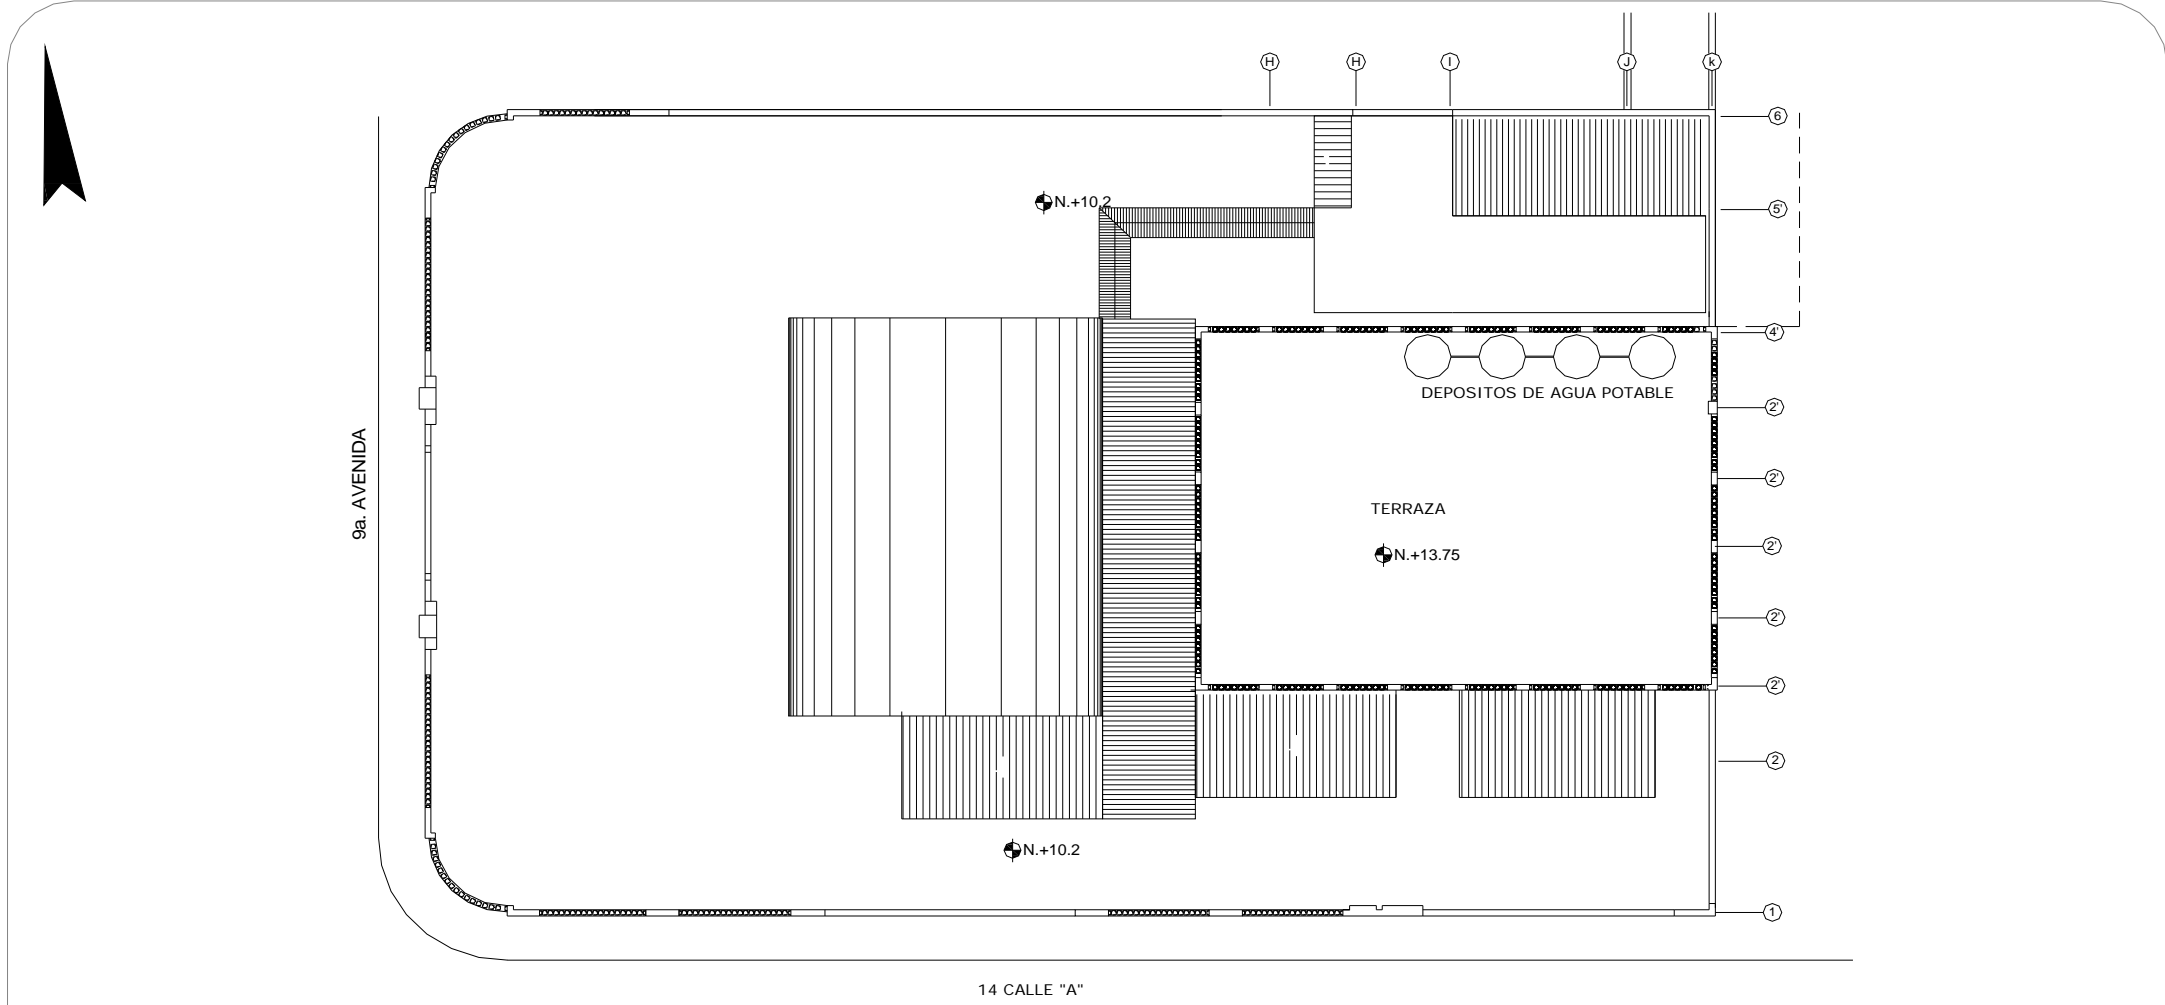 H
H
I
J
k
6
N.+10.2
5'
4'
DEPOSITOS DE AGUA POTABLE
2'
9a. AVENIDA
2'
TERRAZA
2'
N.+13.75
2'
2'
2
N.+10.2
1
14 CALLE "A"